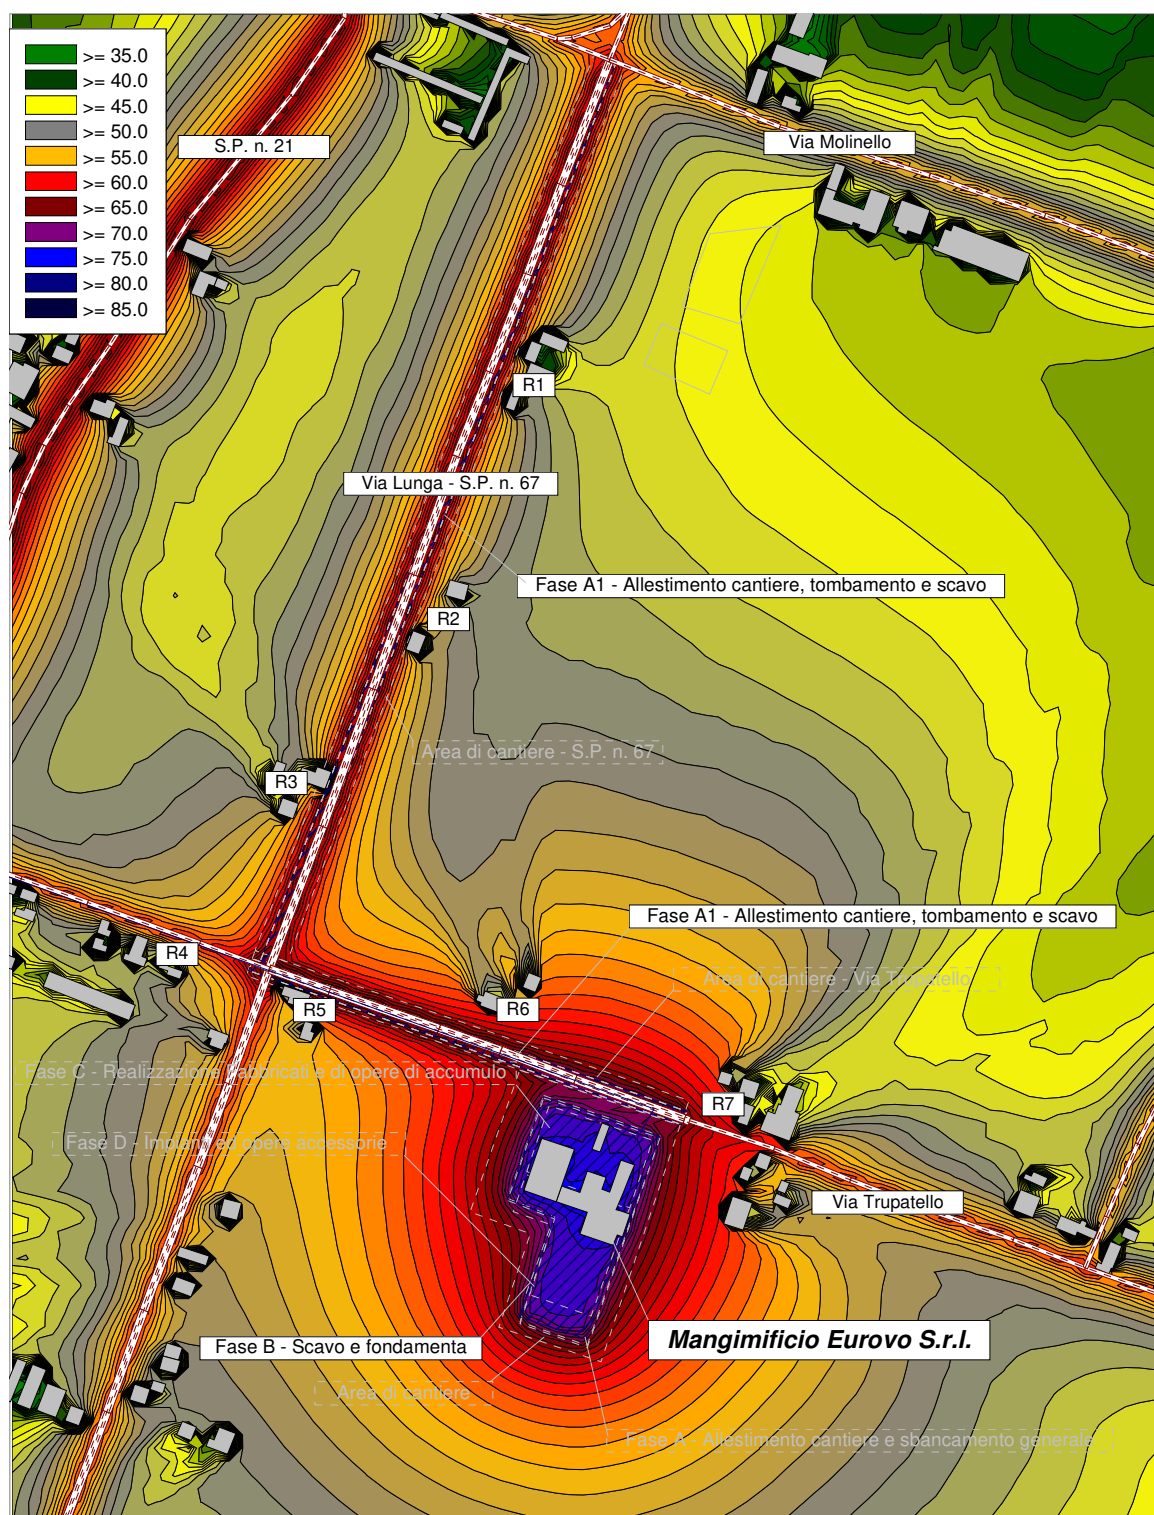 >= 35.0
>= 40.0
>= 45.0
>= 50.0
>= 55.0
>= 60.0
>= 65.0
>= 70.0
>= 75.0
>= 80.0
>= 85.0
S.P. n. 21
Via Molinello
R1
Via Lunga - S.P. n. 67
Fase A1 - Allestimento cantiere, tombamento e scavo
R2
Area di cantiere - S.P. n. 67
R3
Fase A1 - Allestimento cantiere, tombamento e scavo
R4
Area di cantiere - Via Trupatello
R5
R6
Fase C - Realizzazione Fabbricati e di opere di accumulo
R7
Fase D - Impianti ed opere accessorie
Via Trupatello
Mangimificio Eurovo S.r.l.
Fase B - Scavo e fondamenta
Area di cantiere
Fase A - Allestimento cantiere e sbancamento generale